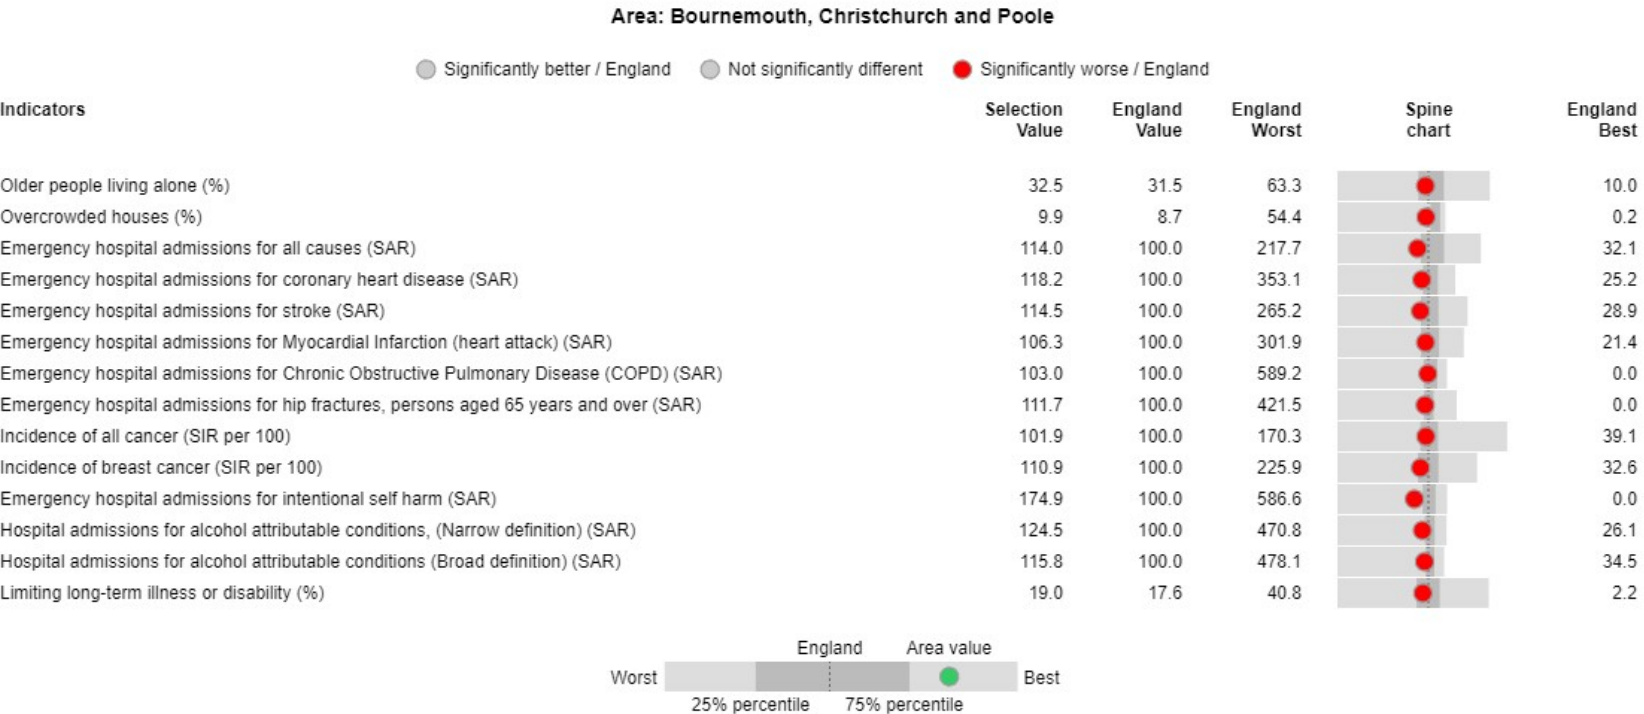 Area: Bournemouth, Christchurch and Poole
Significantly better / England Not significantly different Significantly worse / England
Indicators Selection Value England Value England Worst Spine chart England Best
Older people living alone (%) 32.5 31.5 63.3 10.0
Overcrowded houses (%) 9.9 8.7 54.4 0.2
Emergency hospital admissions for all causes (SAR) 114.0 100.0 217.7 32.1
Emergency hospital admissions for coronary heart disease (SAR) 118.2 100.0 353.1 25.2
Emergency hospital admissions for stroke (SAR) 114.5 100.0 265.2 28.9
Emergency hospital admissions for Myocardial Infarction (heart attack) (SAR) 106.3 100.0 301.9 21.4
Emergency hospital admissions for Chronic Obstructive Pulmonary Disease (COPD) (SAR) 103.0 100.0 589.2 0.0
Emergency hospital admissions for hip fractures, persons aged 65 years and over (SAR) 111.7 100.0 421.5 0.0
Incidence of all cancer (SIR per 100) 101.9 100.0 170.3 39.1
Incidence of breast cancer (SIR per 100) 110.9 100.0 225.9 32.6
Emergency hospital admissions for intentional self harm (SAR) 174.9 100.0 586.6 0.0
Hospital admissions for alcohol attributable conditions, (Narrow definition) (SAR) 124.5 100.0 470.8 26.1
Hospital admissions for alcohol attributable conditions (Broad definition) (SAR) 115.8 100.0 478.1 34.5
Limiting long-term illness or disability (%) 19.0 17.6 40.8 2.2
England Area value
Worst Best
25% percentile 75% percentile